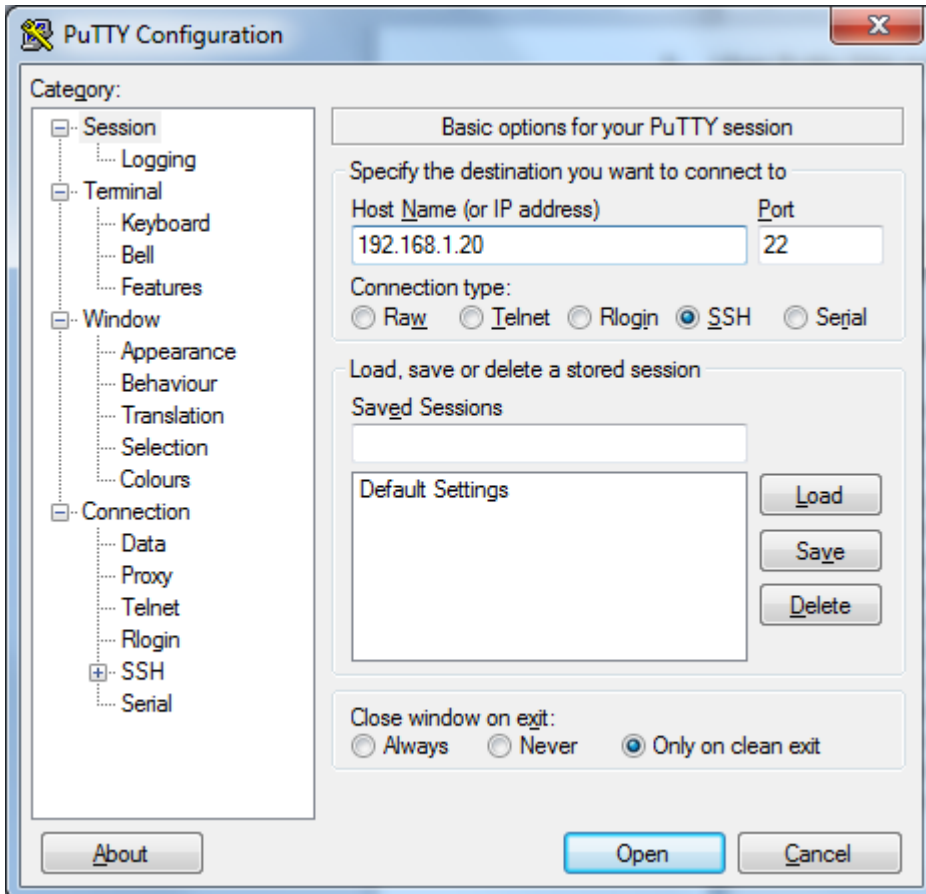 PuTTY Configuration
Category:
Session
Logging
Terminal
Keyboard
Bell
Features
Window
Appearance
Behaviour
Translation
Selection
Colours
Connection
Data
Proxy
Telnet
Rlogin
SSH
Serial
Basic options for your PuTTY session
Specify the destination you want to connect to
Host Name (or IP address) Port
192.168.1.20 22
Connection type:
Raw Telnet Rlogin SSH Serial
Load, save or delete a stored session
Saved Sessions
Default Settings
Load
Save
Delete
Close window on exit:
Always Never Only on clean exit
About Open Cancel